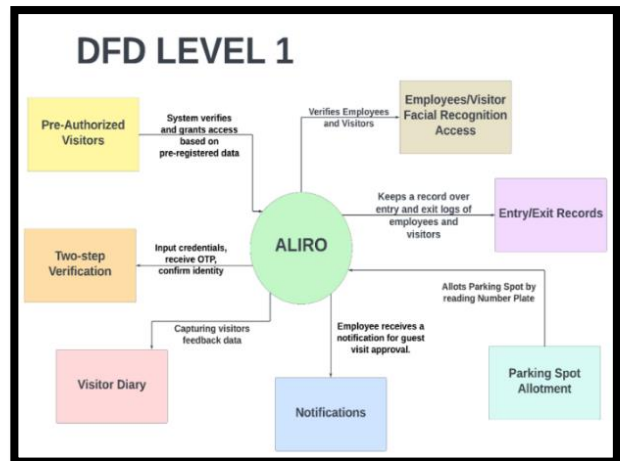 DFD LEVEL 1
Pre-Authorized
Visitors
System verifies
and grants access
based on
pre-registered data
Verifies Employees
and Visitors
Employees/Visitor
Facial Recognition
Access
Keeps a record over
entry and exit logs of
employees and
visitors
Entry/Exit Records
ALIRO
Two-step
Verification
Input credentials,
receive OTP,
confirm identity
Allots Parking Spot by
reading Number Plate
Capturing visitors
feedback data
Employee receives a
notification for guest
visit approval.
Visitor Diary
Notifications
Parking Spot
Allotment